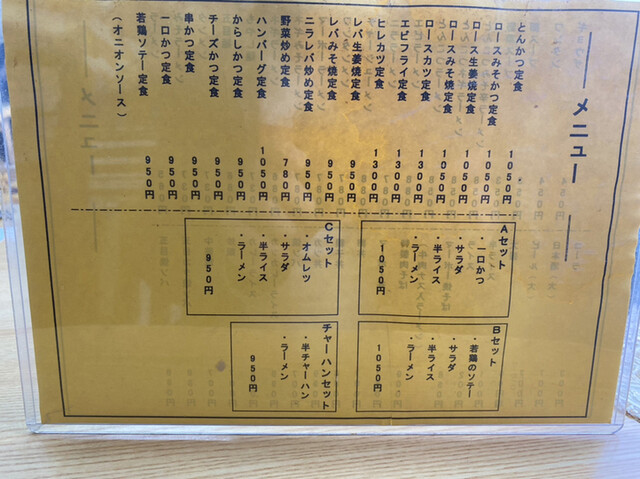 メニュー
とんかつ定食 1050円
ロースみそかつ定食 1050円
ロース生姜焼定食 1050円
ロースみそ焼定食 1050円
ロースカツ定食 1300円
エビフライ定食 1300円
ヒレカツ定食 1300円
レバ生姜焼定食 950円
レバみそ焼定食 950円
ニラレバ炒め定食 950円
野菜炒め定食 780円
ハンバーグ定食 1050円
からしかつ定食 950円
チーズかつ定食 950円
串かつ定食 950円
一口かつ定食 950円
若鶏ソテー定食 950円
(オニオンソース)
Aセット
・一口かつ
・サラダ
・半ライス
・ラーメン
1050円
Bセット
・若鶏のソテー
・サラダ
・半ライス
・ラーメン
1050円
Cセット
・オムレツ
・サラダ
・半ライス
・ラーメン
950円
チャーハンセット
・半チャーハン
・ラーメン
950円